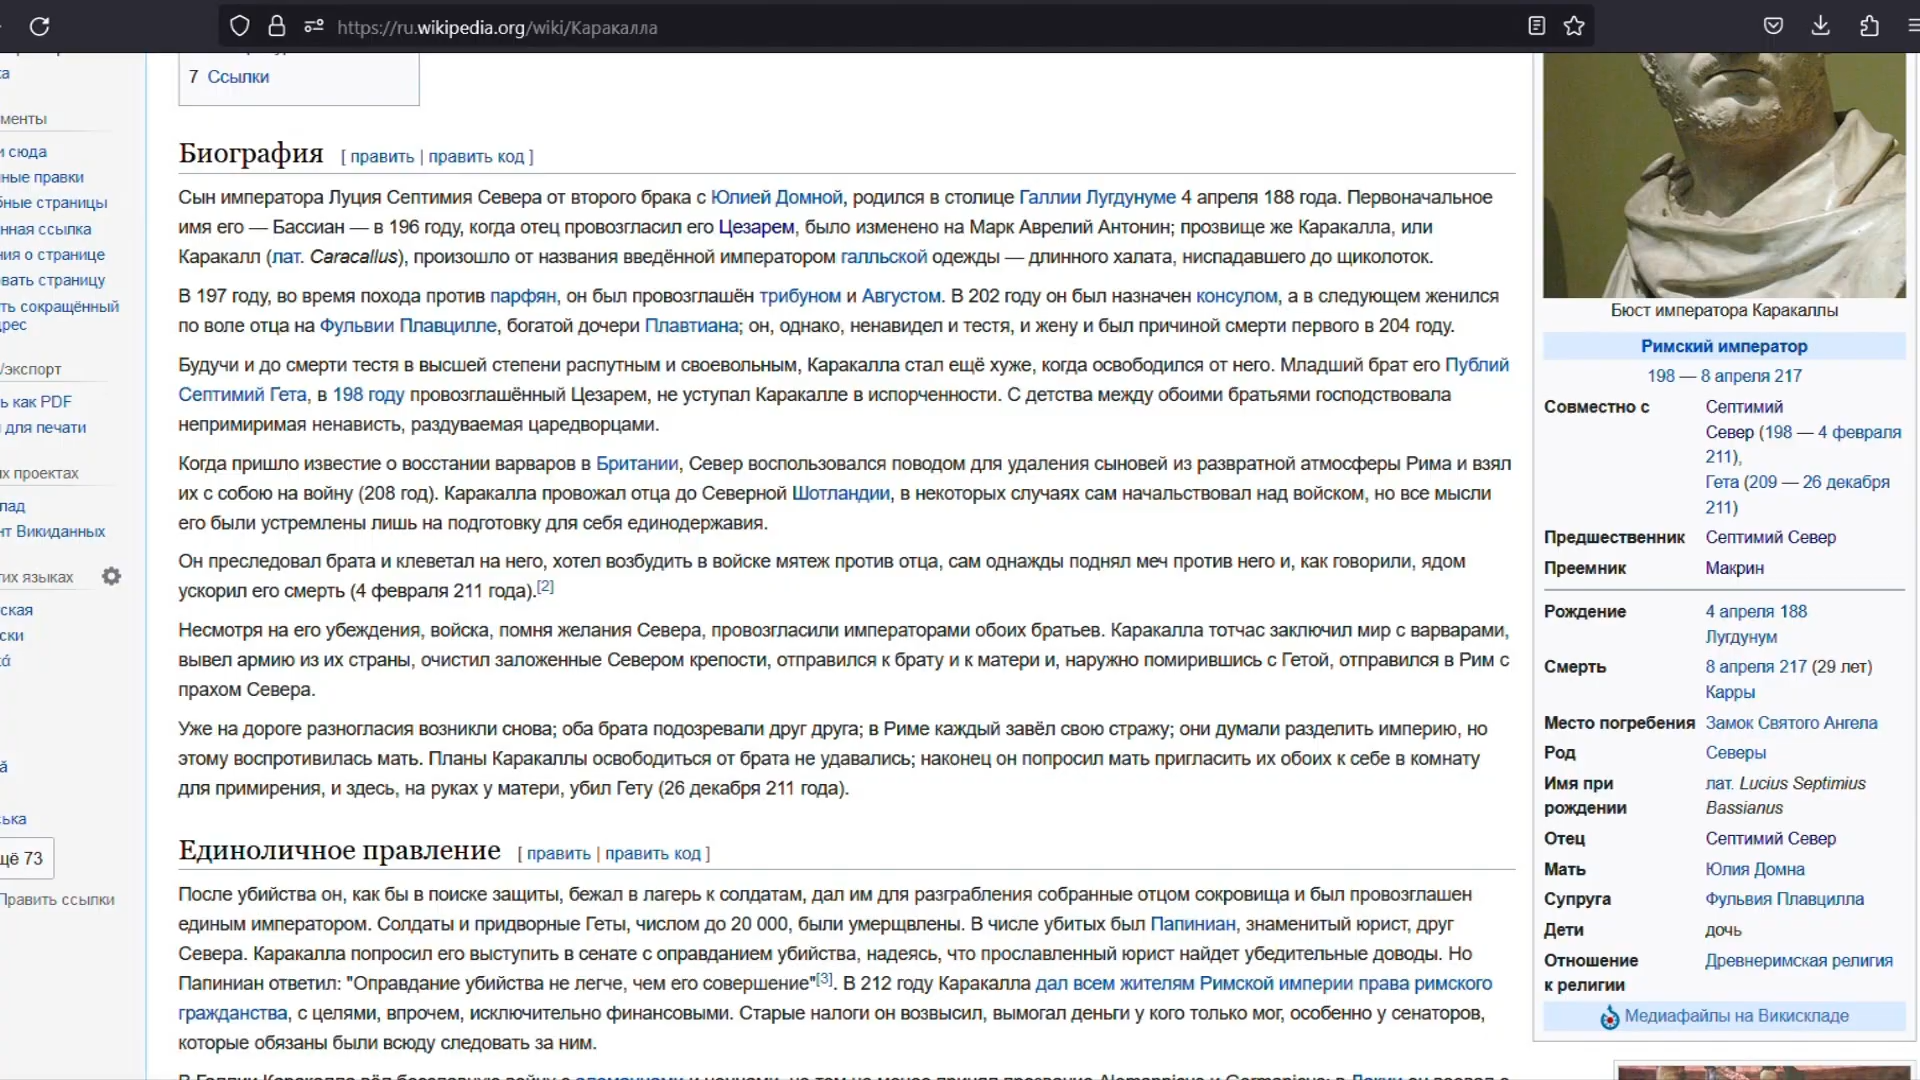 https://ru.wikipedia.org/wiki/Каракалла
7 Ссылки
сюда
правки
страницы
ссылка
о странице
страницу
сокращённый
экспорт
как PDF
для печати
проектах
Викиданных
языках
73
Править ссылки
Биография [ править | править код ]
Сын императора Луция Септимия Севера от второго брака с Юлией Домной, родился в столице Галлии Лугдунуме 4 апреля 188 года. Первоначальное
имя его — Бассиан — в 196 году, когда отец провозгласил его Цезарем, было изменено на Марк Аврелий Антонин; прозвище же Каракалла, или
Каракалл (лат. Caracallus), произошло от названия введённой императором галльской одежды — длинного халата, ниспадавшего до щиколоток.
В 197 году, во время похода против парфян, он был провозглашён трибуном и Августом. В 202 году он был назначен консулом, а в следующем женился
по воле отца на Фульвии Плавцилле, богатой дочери Плавтиана; он, однако, ненавидел и тестя, и жену и был причиной смерти первого в 204 году.
Будучи и до смерти тестя в высшей степени распутным и своевольным, Каракалла стал ещё хуже, когда освободился от него. Младший брат его Публий
Септимий Гета, в 198 году провозглашённый Цезарем, не уступал Каракалле в испорченности. С детства между обоими братьями господствовала
непримиримая ненависть, раздуваемая царедворцами.
Когда пришло известие о восстании варваров в Британии, Север воспользовался поводом для удаления сыновей из развратной атмосферы Рима и взял
их с собою на войну (208 год). Каракалла провожал отца до Северной Шотландии, в некоторых случаях сам начальствовал над войском, но все мысли
его были устремлены лишь на подготовку для себя единодержавия.
Он преследовал брата и клеветал на него, хотел возбудить в войске мятеж против отца, сам однажды поднял меч против него и, как говорили, ядом
ускорил его смерть (4 февраля 211 года).[2]
Несмотря на его убеждения, войска, помня желания Севера, провозгласили императорами обоих братьев. Каракалла тотчас заключил мир с варварами,
вывел армию из их страны, очистил заложенные Севером крепости, отправился к брату и к матери и, наружно помирившись с Гетой, отправился в Рим с
прахом Севера.
Уже на дороге разногласия возникли снова; оба брата подозревали друг друга; в Риме каждый завёл свою стражу; они думали разделить империю, но
этому воспротивилась мать. Планы Каракаллы освободиться от брата не удавались; наконец он попросил мать пригласить их обоих к себе в комнату
для примирения, и здесь, на руках у матери, убил Гету (26 декабря 211 года).
Единоличное правление [ править | править код ]
После убийства он, как бы в поиске защиты, бежал в лагерь к солдатам, дал им для разграбления собранные отцом сокровища и был провозглашен
единым императором. Солдаты и придворные Геты, числом до 20 000, были умерщвлены. В числе убитых был Папиниан, знаменитый юрист, друг
Севера. Каракалла попросил его выступить в сенате с оправданием убийства, надеясь, что прославленный юрист найдет убедительные доводы. Но
Папиниан ответил: "Оправдание убийства не легче, чем его совершение"[3]. В 212 году Каракалла дал всем жителям Римской империи права римского
гражданства, с целями, впрочем, исключительно финансовыми. Старые налоги он возвысил, вымогал деньги у кого только мог, особенно у сенаторов,
которые обязаны были всюду следовать за ним.
Бюст императора Каракаллы
Римский император
198 — 8 апреля 217
Совместно с Септимий
Север (198 — 4 февраля
211),
Гета (209 — 26 декабря
211)
Предшественник Септимий Север
Преемник Макрин
Рождение 4 апреля 188
Лугдунум
Смерть 8 апреля 217 (29 лет)
Карры
Место погребения Замок Святого Ангела
Род Северы
Имя при лат. Lucius Septimius
рождении Bassianus
Отец Септимий Север
Мать Юлия Домна
Супруга Фульвия Плавцилла
Дети дочь
Отношение Древнеримская религия
к религии
Медиафайлы на Викискладе